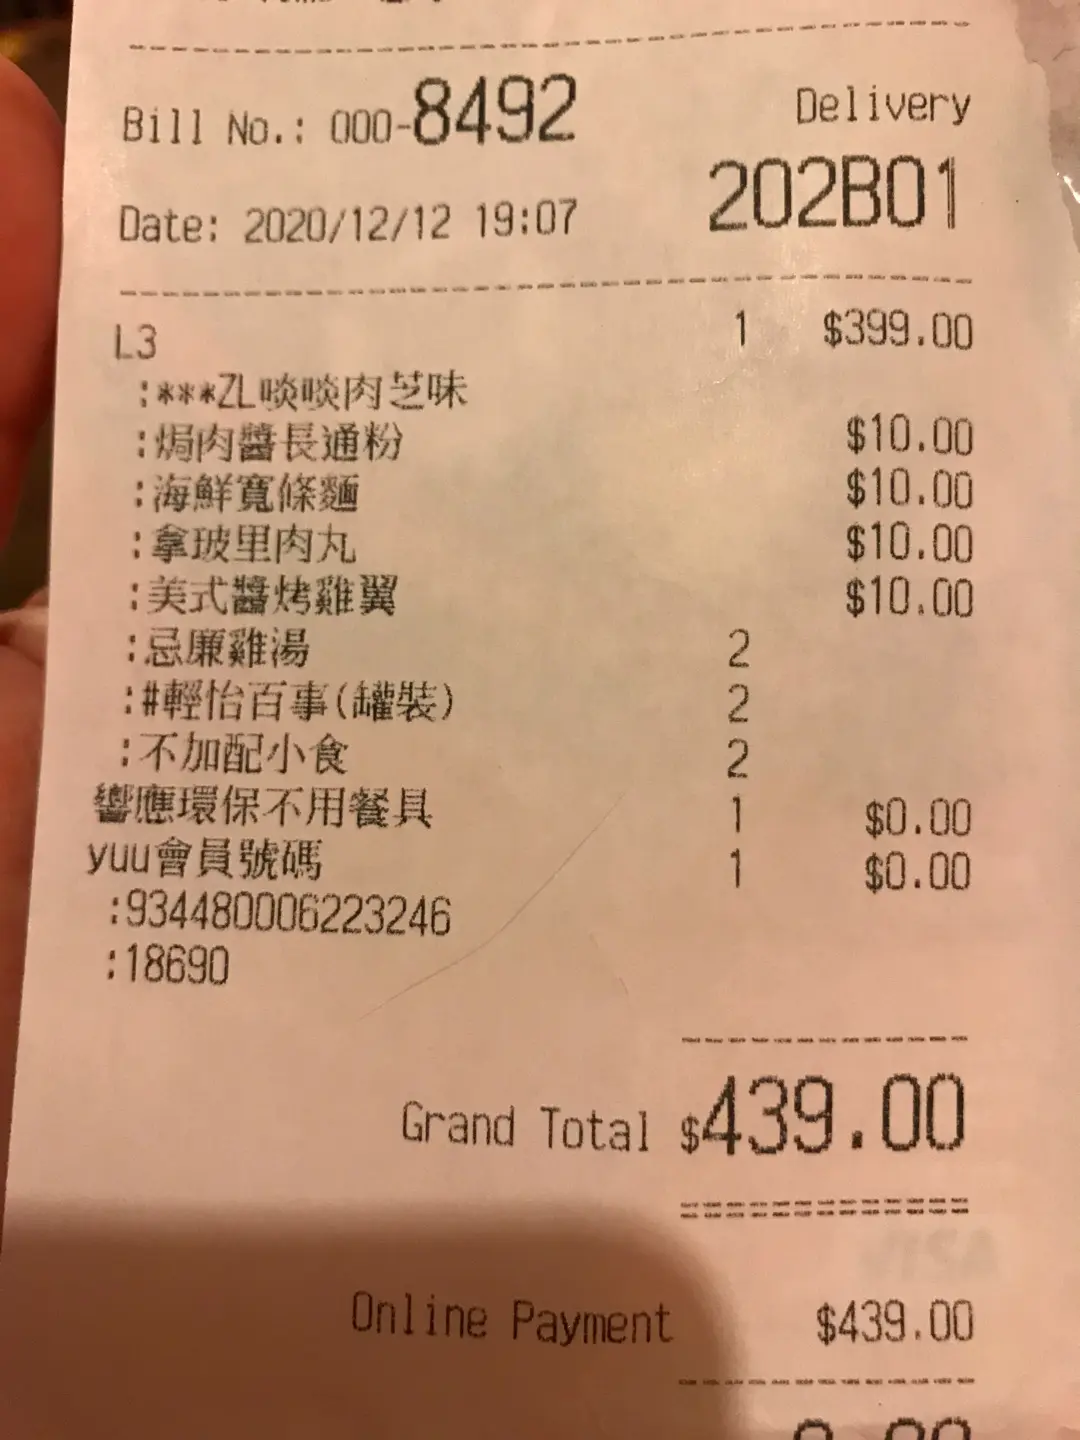 Bill No.: 000-8492 Delivery
Date: 2020/12/12 19:07 202B01
L3 1 $399.00
:***ZL啖啖肉芝味
:焗肉醬長通粉 $10.00
:海鮮寬條麵 $10.00
:拿玻里肉丸 $10.00
:美式醬烤雞翼 $10.00
:忌廉雞湯 2
:#輕怡百事(罐裝) 2
:不加配小食 2
響應環保不用餐具 1 $0.00
yuu會員號碼 1 $0.00
:934480006223246
:18690
Grand Total $439.00
Online Payment $439.00